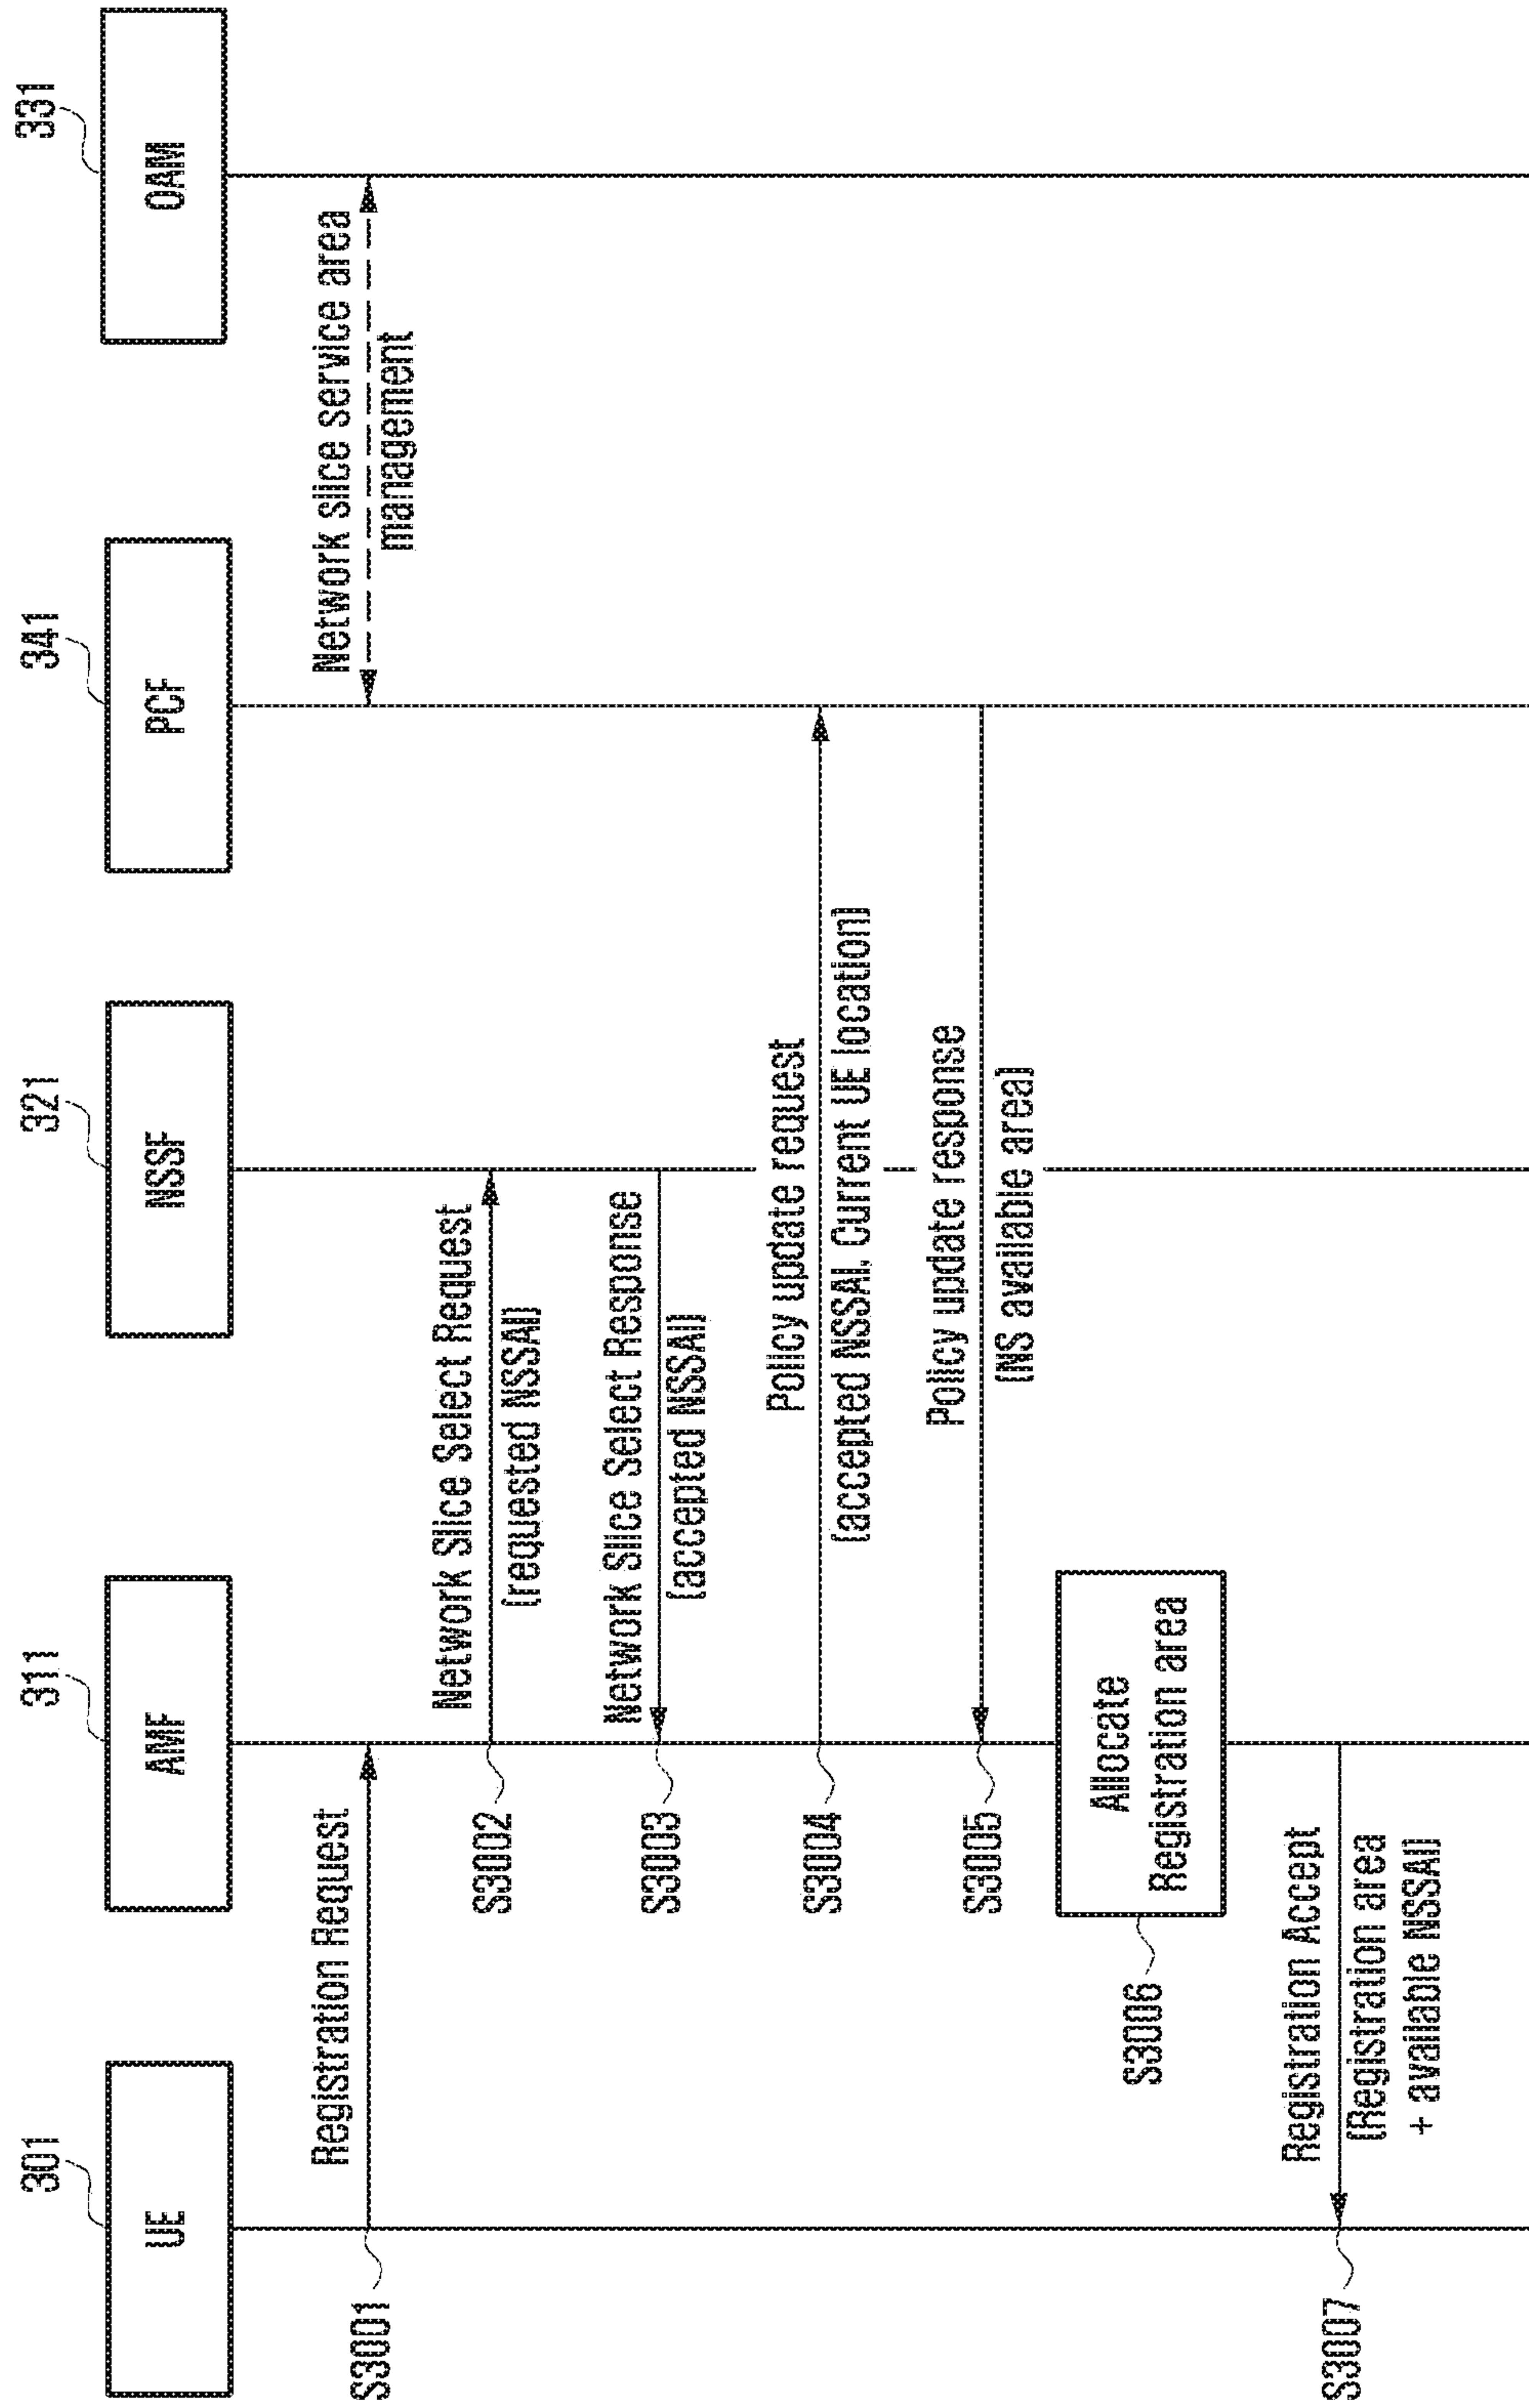 301
311
321
341
331
UE
AMF
NSSF
PCF
OAM
S3001
Registration Request
Network slice service area
management
Network Slice Select Request
(requested NSSAI)
S3002
Network Slice Select Response
(accepted NSSAI)
S3003
Policy update request
(accepted NSSAI, Current UE location)
S3004
Policy update response
(NS available area)
S3005
Allocate
Registration area
S3006
Registration Accept
(Registration area
+ available NSSAI)
S3007